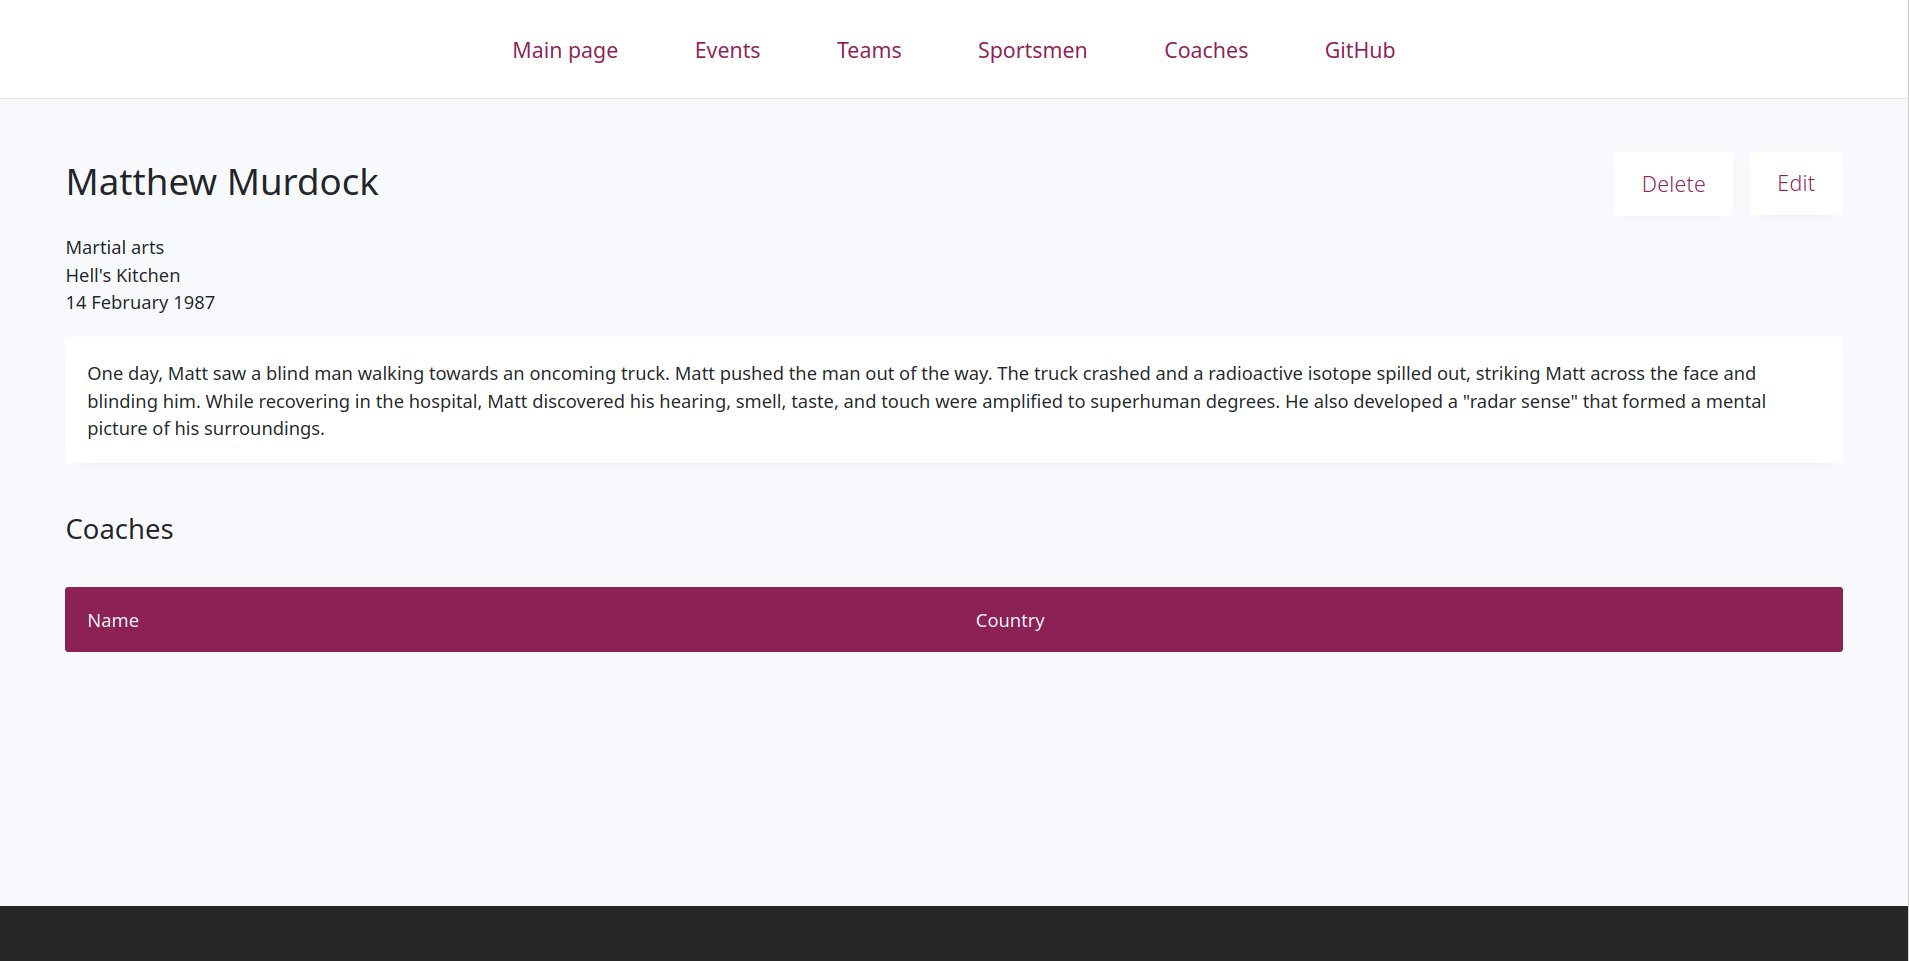 Main page Events Teams Sportsmen Coaches GitHub
Matthew Murdock
Delete Edit
Martial arts
Hell's Kitchen
14 February 1987
One day, Matt saw a blind man walking towards an oncoming truck. Matt pushed the man out of the way. The truck crashed and a radioactive isotope spilled out, striking Matt across the face and
blinding him. While recovering in the hospital, Matt discovered his hearing, smell, taste, and touch were amplified to superhuman degrees. He also developed a "radar sense" that formed a mental
picture of his surroundings.
Coaches
Name Country